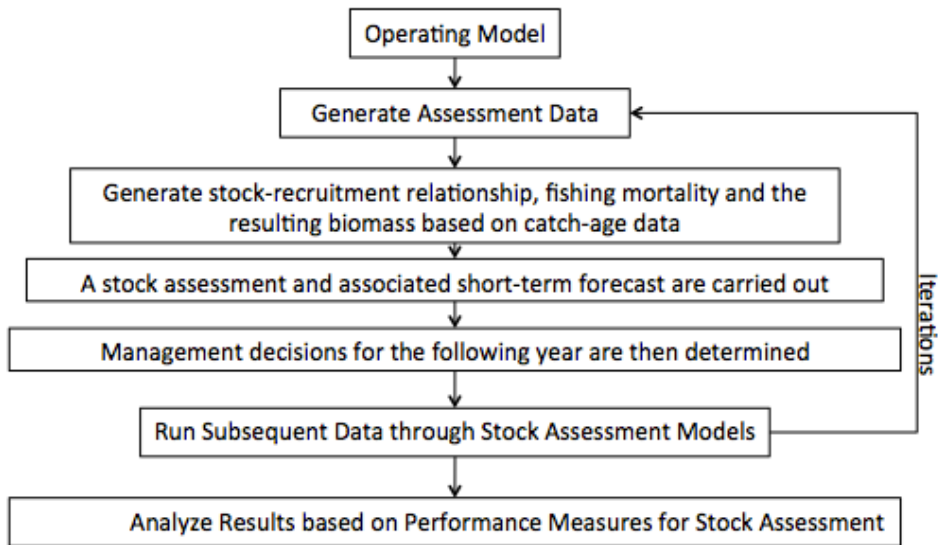 Operating Model
Generate Assessment Data
Generate stock-recruitment relationship, fishing mortality and the
resulting biomass based on catch-age data
A stock assessment and associated short-term forecast are carried out
Management decisions for the following year are then determined
Run Subsequent Data through Stock Assessment Models
Iterations
Analyze Results based on Performance Measures for Stock Assessment